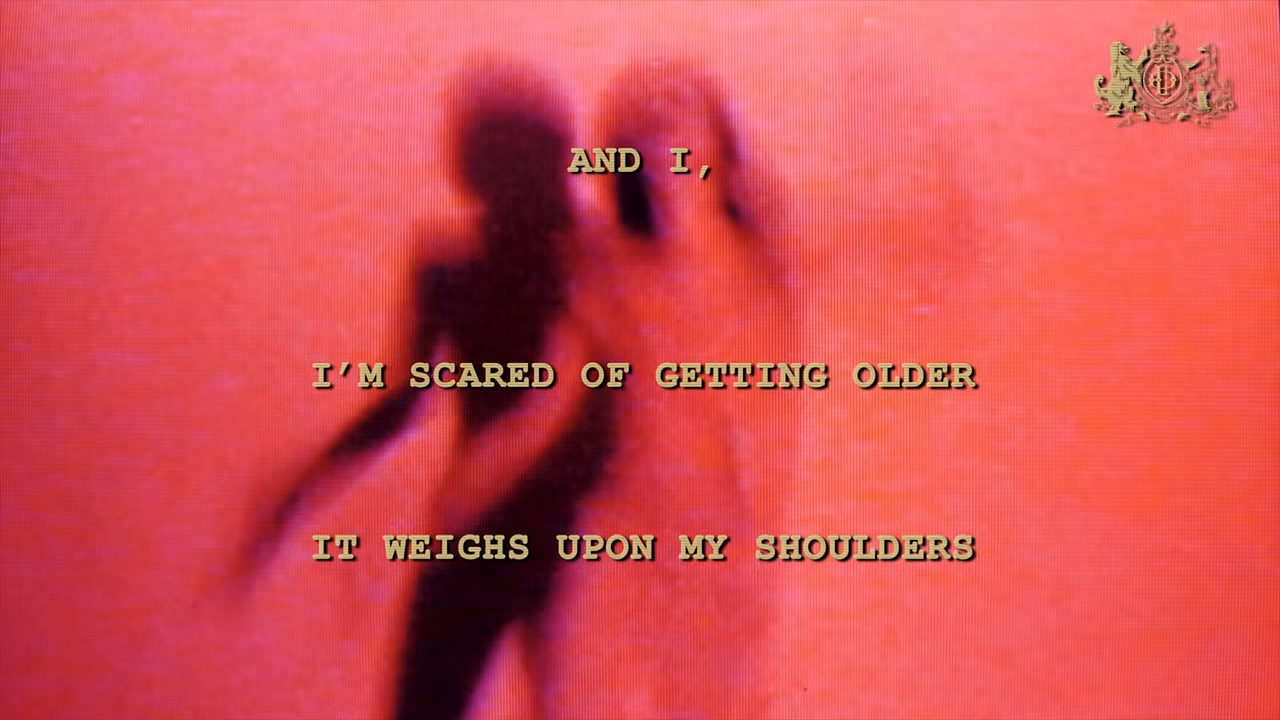 AND I,
I’M SCARED OF GETTING OLDER
IT WEIGHS UPON MY SHOULDERS